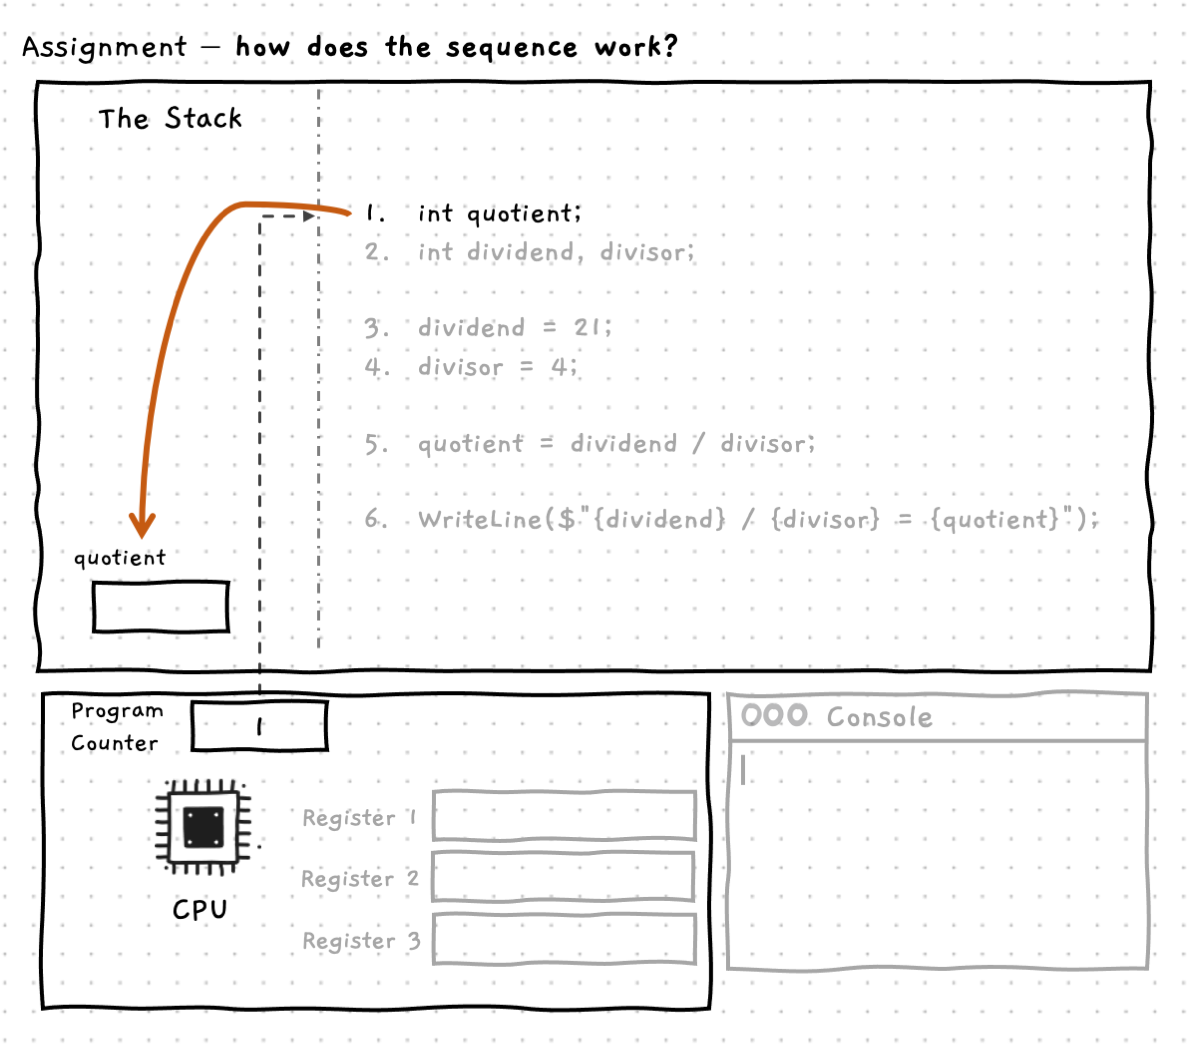 Assignment – how does the sequence work?
The Stack
1. int quotient;
2. int dividend, divisor;
3. dividend = 21;
4. divisor = 4;
5. quotient = dividend / divisor;
6. WriteLine($"{dividend} / {divisor} = {quotient}");
quotient
Program
Counter
1
CPU
Register 1
Register 2
Register 3
Console